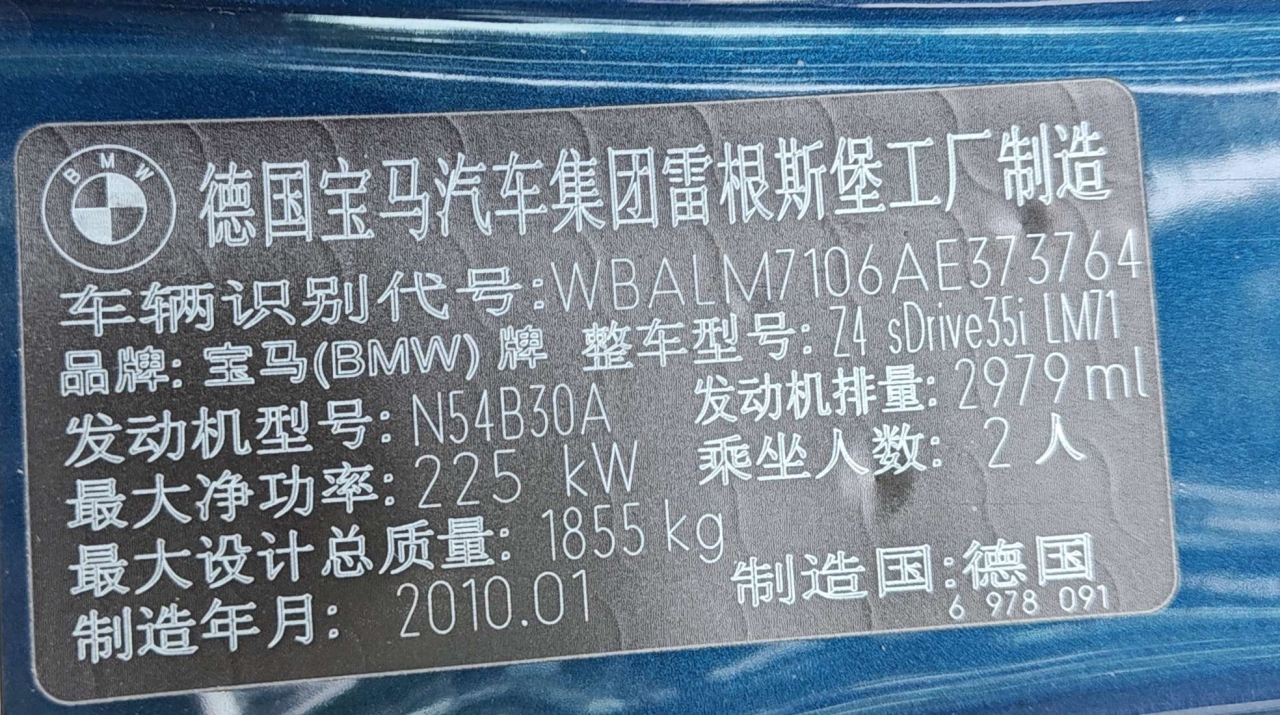 BMW
德国宝马汽车集团雷根斯堡工厂制造
车辆识别代号:WBALM7106AE373764
品牌: 宝马(BMW) 牌 整车型号: Z4 sDrive35i LM71
发动机型号: N54B30A 发动机排量: 2979 ml
最大净功率: 225 kW 乘坐人数: 2 人
最大设计总质量: 1855 kg
制造年月: 2010.01 制造国:德国
6 978 091